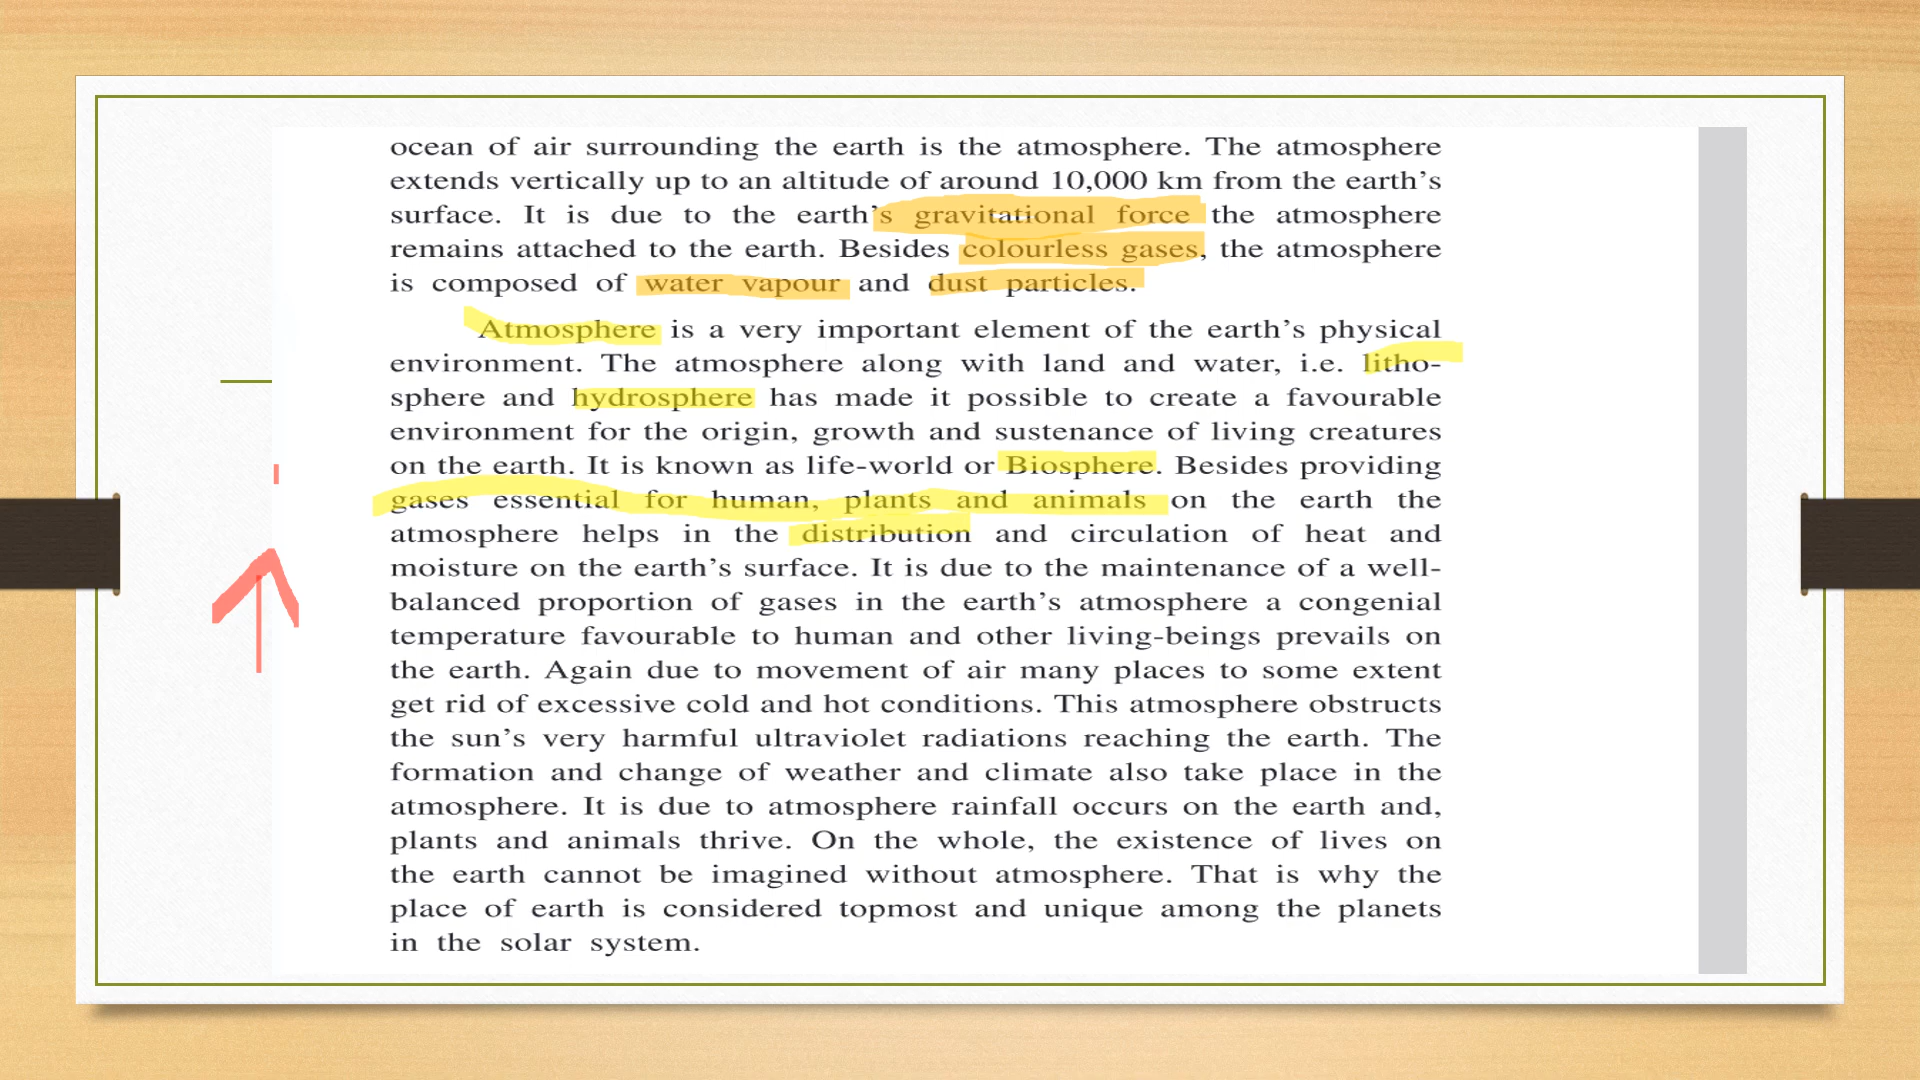 ocean of air surrounding the earth is the atmosphere. The atmosphere
extends vertically up to an altitude of around 10,000 km from the earth's
surface. It is due to the earth's gravitational force the atmosphere
remains attached to the earth. Besides colourless gases, the atmosphere
is composed of water vapour and dust particles.
Atmosphere is a very important element of the earth's physical
environment. The atmosphere along with land and water, i.e. litho-
sphere and hydrosphere has made it possible to create a favourable
environment for the origin, growth and sustenance of living creatures
on the earth. It is known as life-world or Biosphere. Besides providing
gases essential for human, plants and animals on the earth the
atmosphere helps in the distribution and circulation of heat and
moisture on the earth's surface. It is due to the maintenance of a well-
balanced proportion of gases in the earth's atmosphere a congenial
temperature favourable to human and other living-beings prevails on
the earth. Again due to movement of air many places to some extent
get rid of excessive cold and hot conditions. This atmosphere obstructs
the sun's very harmful ultraviolet radiations reaching the earth. The
formation and change of weather and climate also take place in the
atmosphere. It is due to atmosphere rainfall occurs on the earth and,
plants and animals thrive. On the whole, the existence of lives on
the earth cannot be imagined without atmosphere. That is why the
place of earth is considered topmost and unique among the planets
in the solar system.